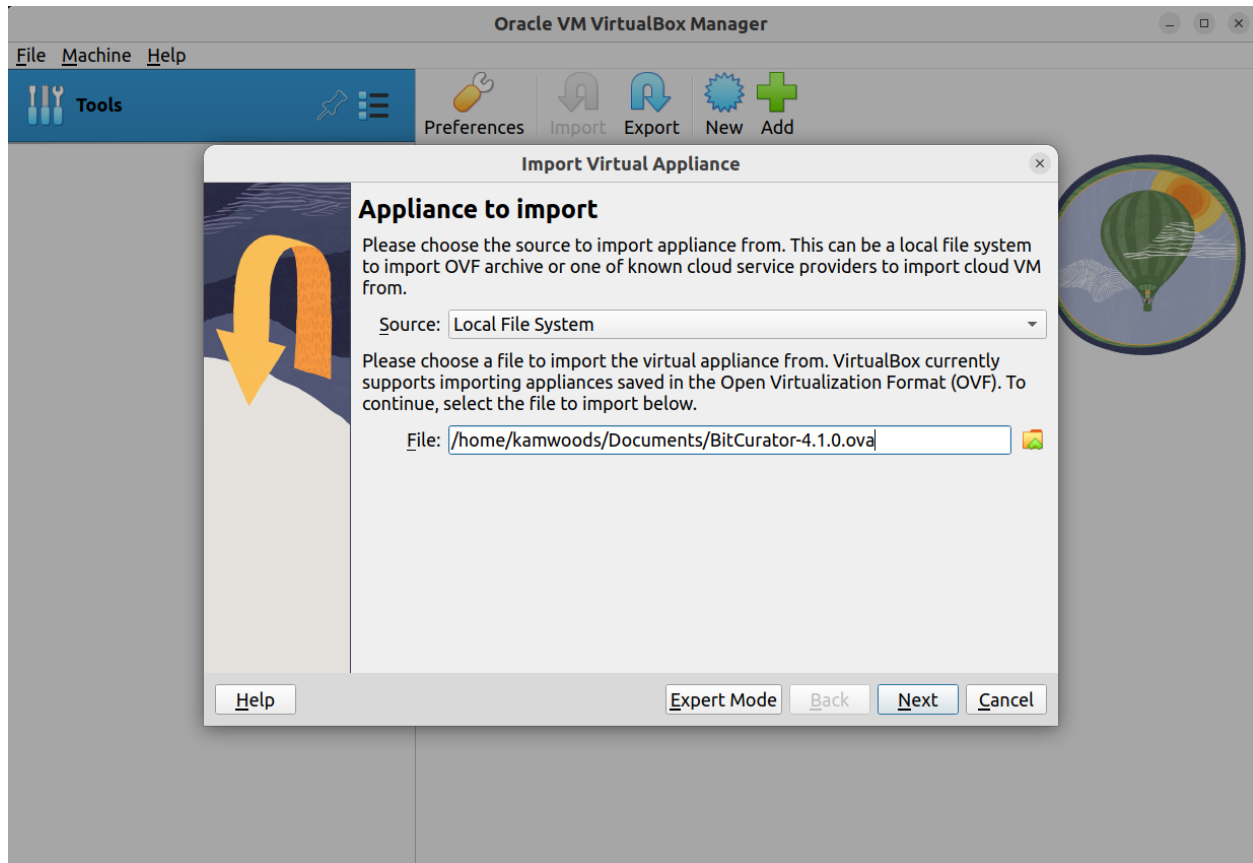 Oracle VM VirtualBox Manager
File Machine Help
Tools
Preferences Import Export New Add
Import Virtual Appliance
Appliance to import
Please choose the source to import appliance from. This can be a local file system
to import OVF archive or one of known cloud service providers to import cloud VM
from.
Source: Local File System
Please choose a file to import the virtual appliance from. VirtualBox currently
supports importing appliances saved in the Open Virtualization Format (OVF). To
continue, select the file to import below.
File: /home/kamwoods/Documents/BitCurator-4.1.0.ova
Help Expert Mode Back Next Cancel